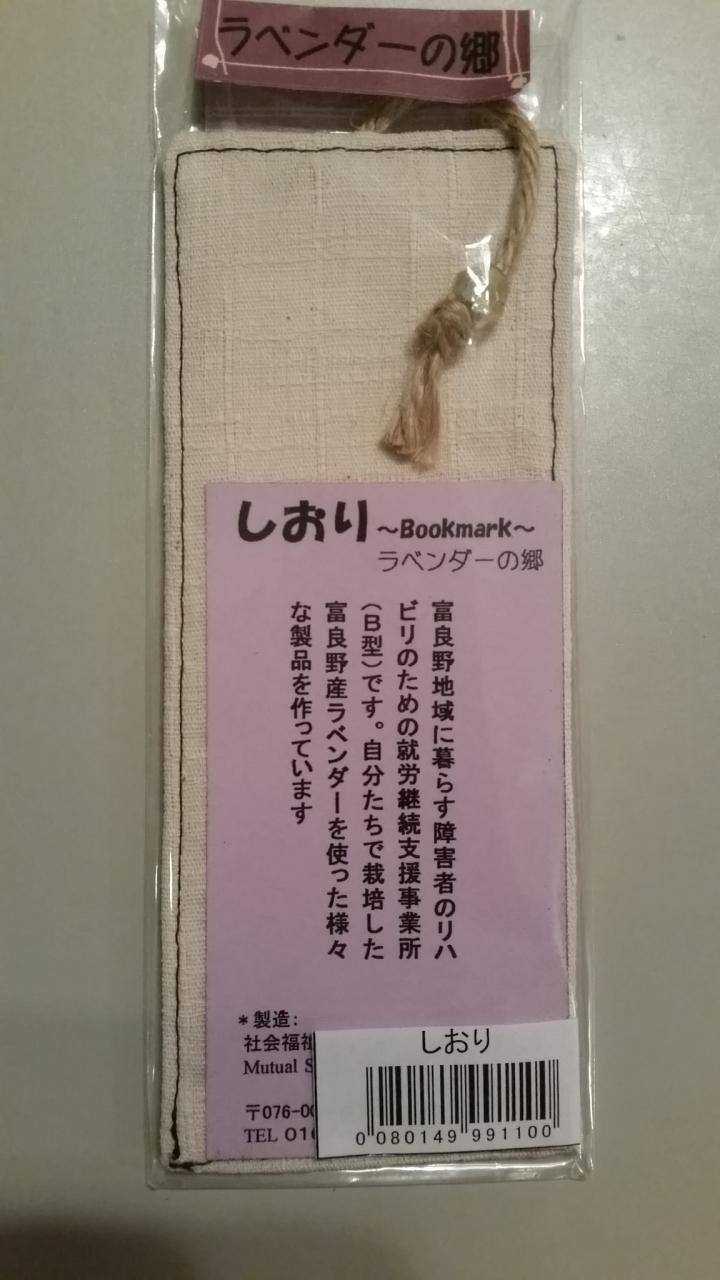 ラベンダーの郷
しおり ～Bookmark～
ラベンダーの郷
富良野地域に暮らす障害者のリハ
ビリのための就労継続支援事業所
（B型）です。自分たちで栽培した
富良野産ラベンダーを使った様々
な製品を作っています
＊製造：
社会福祉
Mutual S
〒076-00
TEL 016
しおり
0 080149 991100